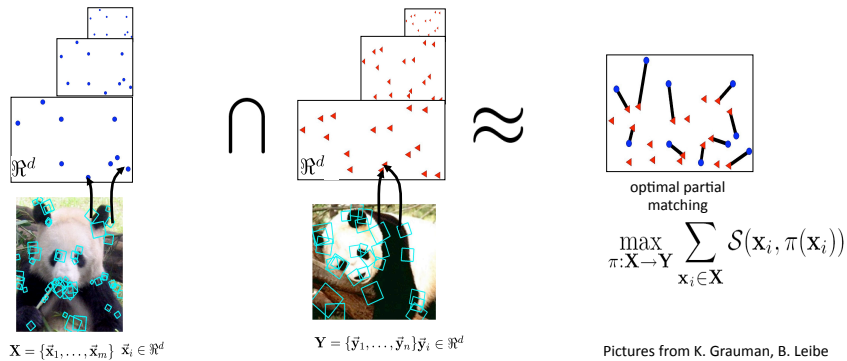 ℜ^d
ℜ^d
∩
≈
optimal partial
matching
max_{π:X→Y} ∑_{x_i∈X} S(x_i, π(x_i))
X = {x⃗_1, . . . , x⃗_m} x⃗_i ∈ ℜ^d
Y = {y⃗_1, . . . , y⃗_n} y⃗_i ∈ ℜ^d
Pictures from K. Grauman, B. Leibe